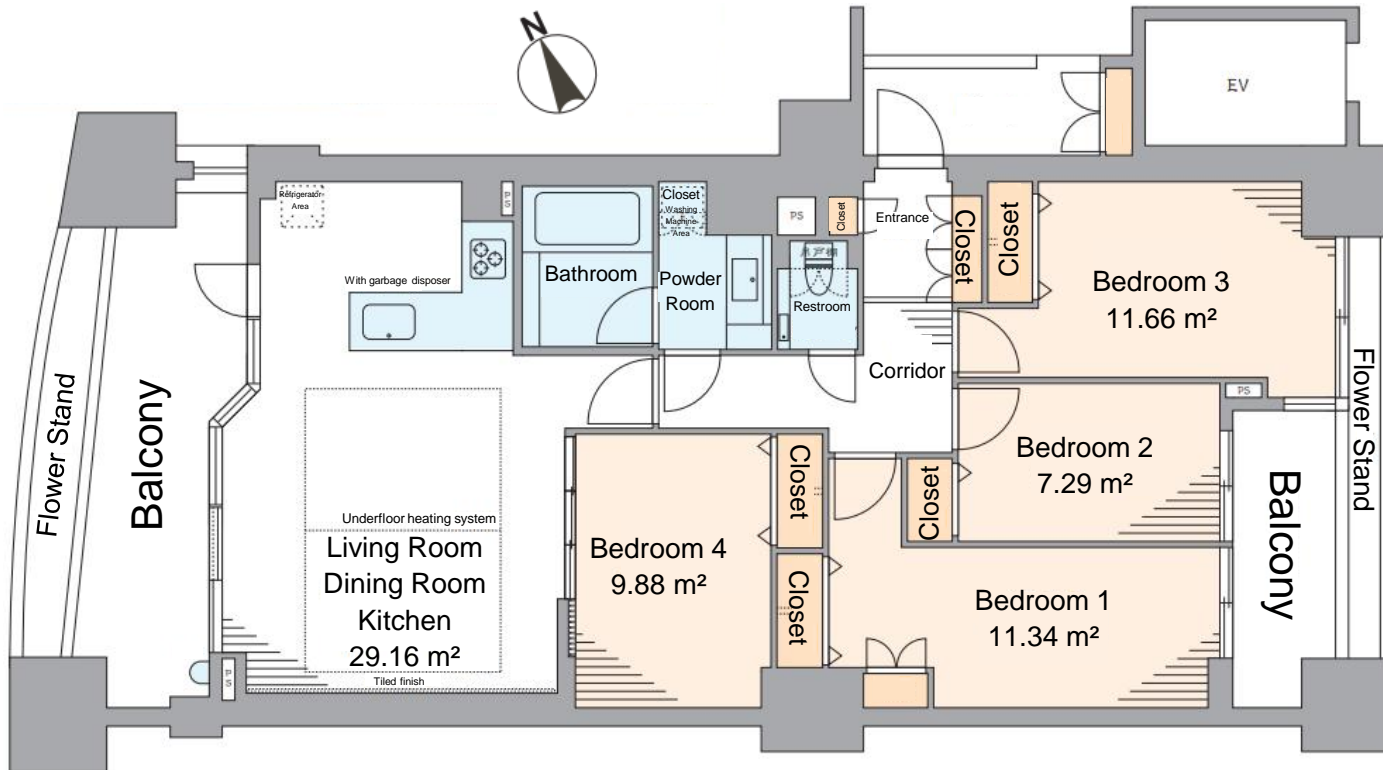 N
EV
Refrigerator
Area
PS
Closet
Washing
Machine
Area
PS
Closet
Entrance
Closet
Closet
With garbage disposer
Bathroom
Powder
Room
吊戸棚
Restroom
Bedroom 3
11.66 m²
Corridor
Flower Stand
Balcony
PS
Flower Stand
Bedroom 2
7.29 m²
Closet
Closet
Balcony
Underfloor heating system
Living Room
Dining Room
Kitchen
29.16 m²
Bedroom 4
9.88 m²
Closet
Bedroom 1
11.34 m²
PS
Tiled finish